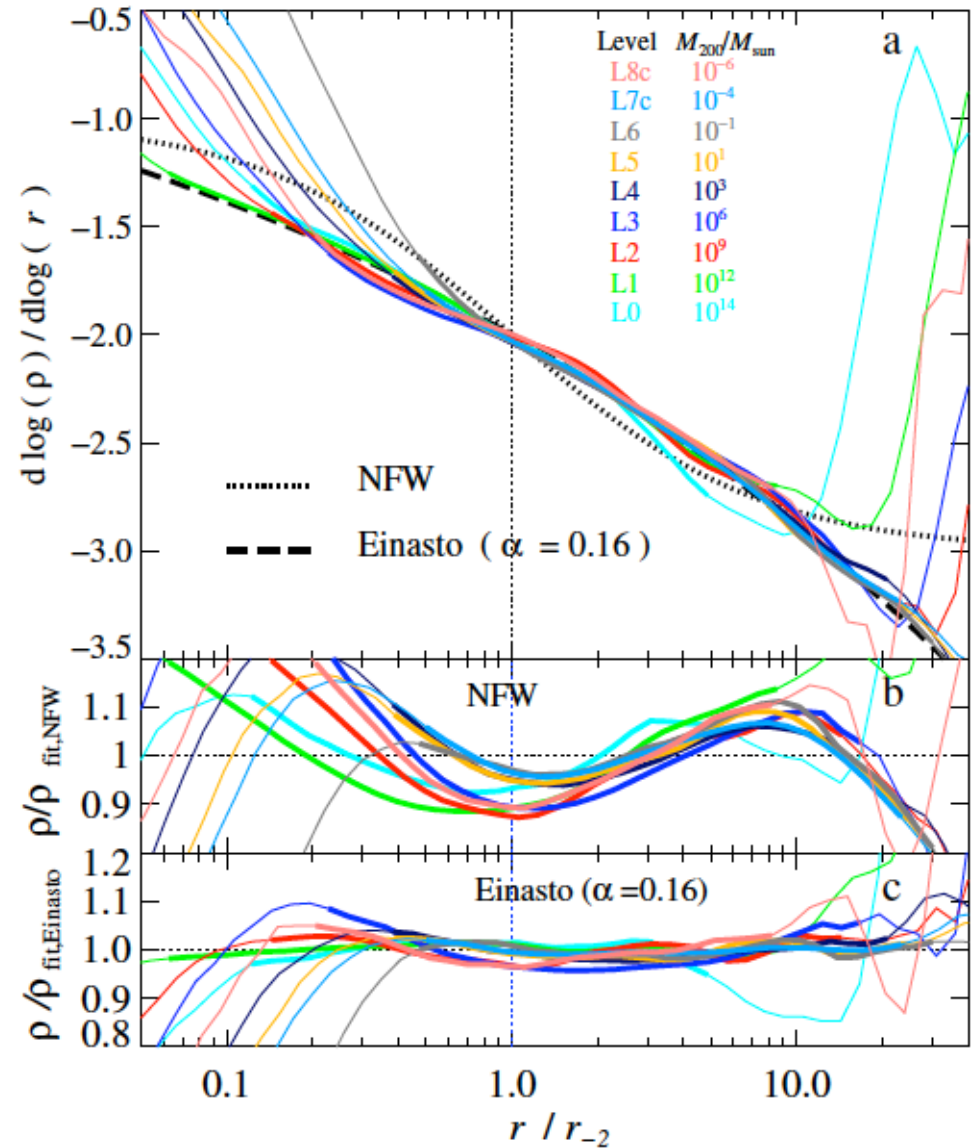 a
Level M₂₀₀/M_sun
L8c 10⁻⁶
L7c 10⁻⁴
L6 10⁻¹
L5 10¹
L4 10³
L3 10⁶
L2 10⁹
L1 10¹²
L0 10¹⁴
-0.5
-1.0
-1.5
-2.0
-2.5
-3.0
-3.5
d log ( ρ ) / dlog ( r )
NFW
Einasto ( α = 0.16 )
NFW b
1.1
1
0.9
ρ/ρ fit,NFW
Einasto (α =0.16) c
1.2
1.1
1.0
0.9
0.8
ρ /ρ fit,Einasto
0.1 1.0 10.0
r / r₋₂